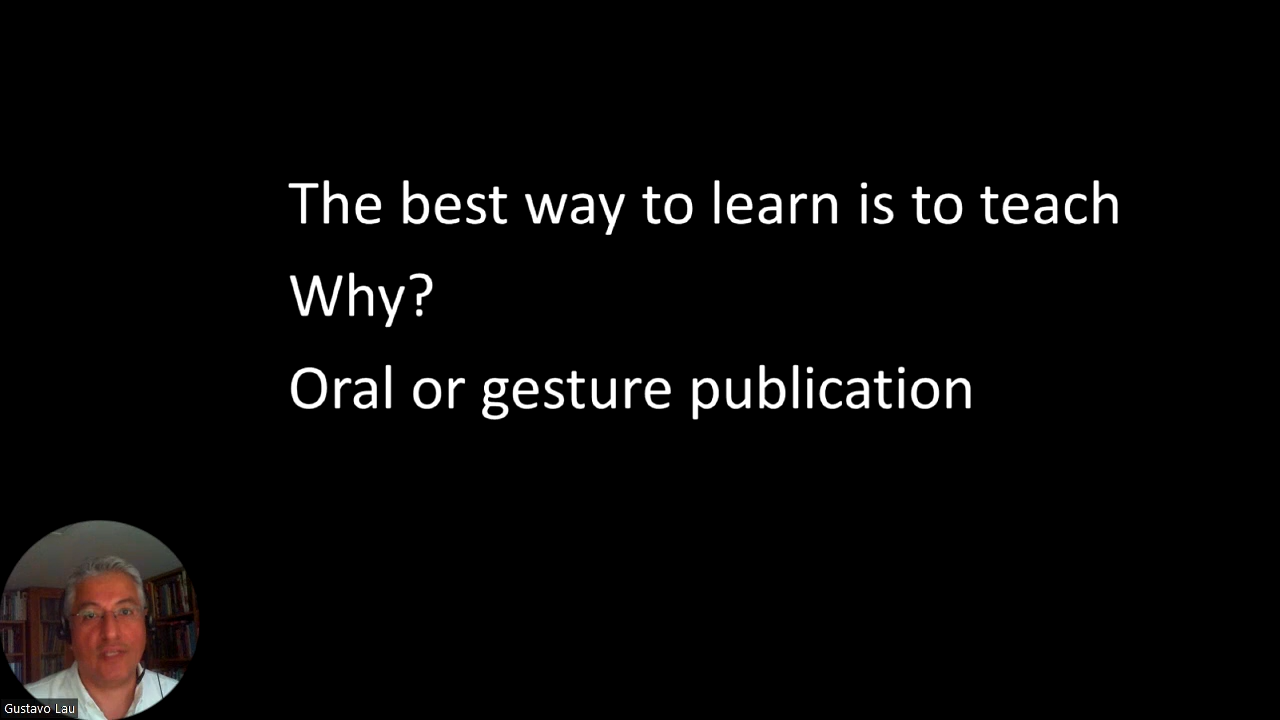 The best way to learn is to teach
Why?
Oral or gesture publication
Gustavo Lau